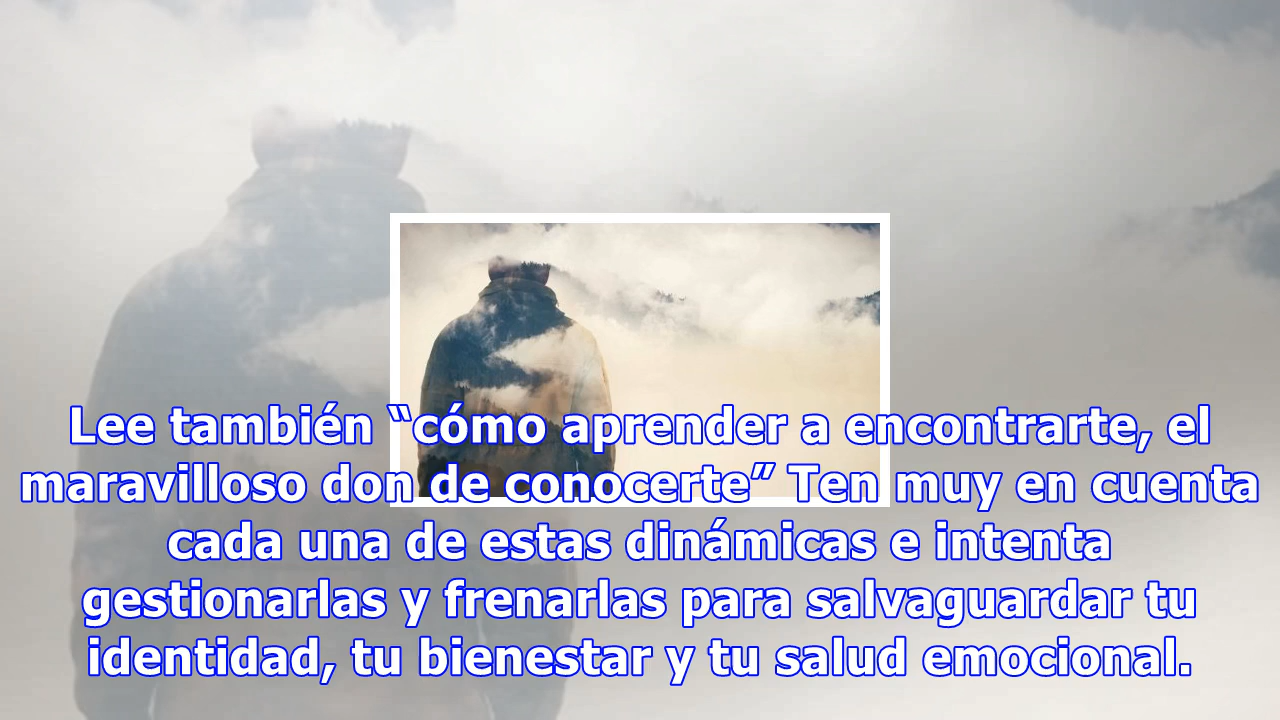 Lee también “cómo aprender a encontrarte, el
maravilloso don de conocerte” Ten muy en cuenta
cada una de estas dinámicas e intenta
gestionarlas y frenarlas para salvaguardar tu
identidad, tu bienestar y tu salud emocional.